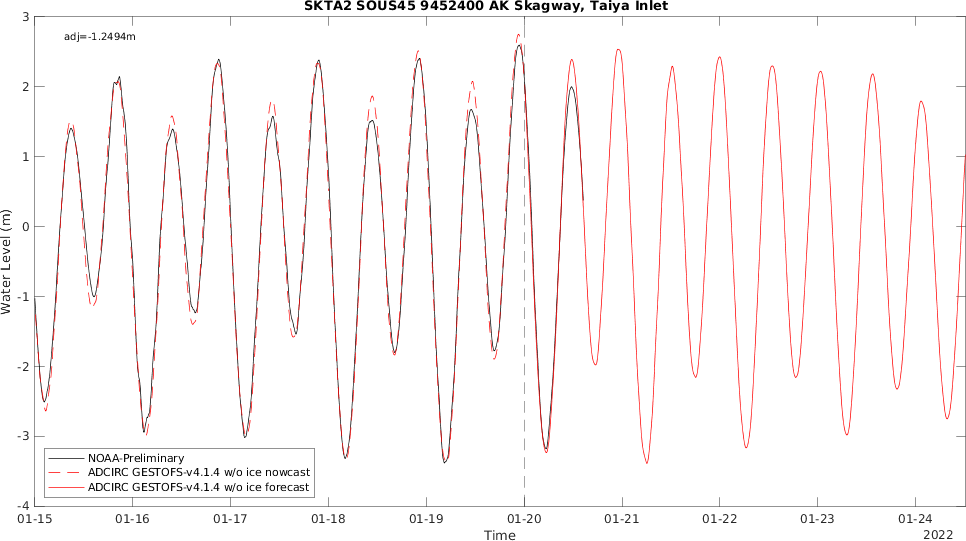 SKTA2 SOUS45 9452400 AK Skagway, Taiya Inlet
adj=-1.2494m
3
2
1
0
-1
-2
-3
-4
Water Level (m)
NOAA-Preliminary
ADCIRC GESTOFS-v4.1.4 w/o ice nowcast
ADCIRC GESTOFS-v4.1.4 w/o ice forecast
01-15 01-16 01-17 01-18 01-19 01-20 01-21 01-22 01-23 01-24
Time
2022